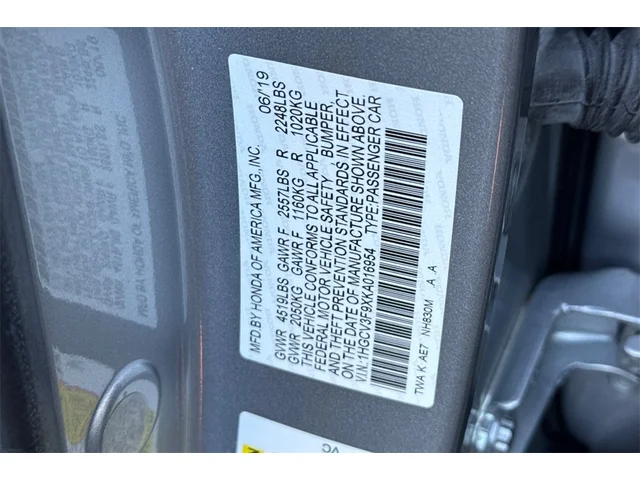 MFD. BY HONDA OF AMERICA MFG., INC. 06/19
GVWR 4519LBS GAWR F 2557LBS R 2248LBS
GVWR 2050KG GAWR F 1160KG R 1020KG
THIS VEHICLE CONFORMS TO ALL APPLICABLE
FEDERAL MOTOR VEHICLE SAFETY, BUMPER,
AND THEFT PREVENTION STANDARDS IN EFFECT
ON THE DATE OF MANUFACTURE SHOWN ABOVE.
V.I.N.:1HGCV3F9XKA016954 TYPE:PASSENGER CAR
TWA K AE7 NH830M A A